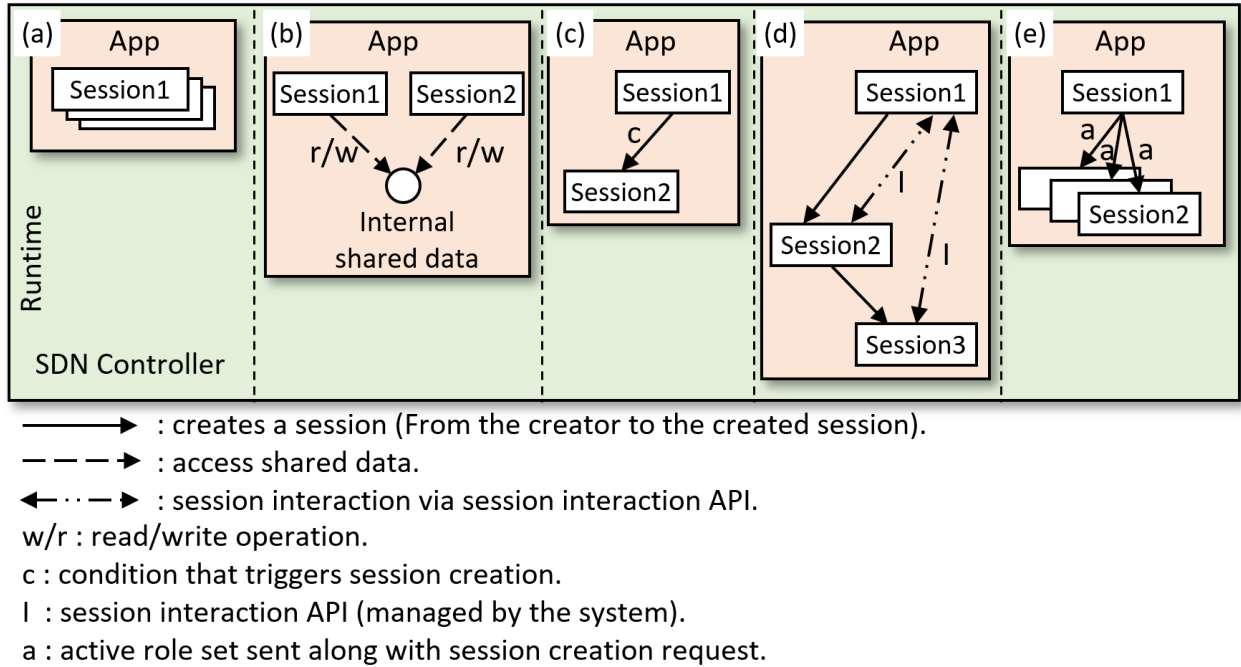 (a)
App
Session1
(b)
App
Session1
Session2
r/w
r/w
Internal
shared data
(c)
App
Session1
c
Session2
(d)
App
Session1
I
Session2
I
Session3
(e)
App
Session1
a
a
a
Session2
Runtime
SDN Controller
: creates a session (From the creator to the created session).
: access shared data.
: session interaction via session interaction API.
w/r : read/write operation.
c : condition that triggers session creation.
I : session interaction API (managed by the system).
a : active role set sent along with session creation request.